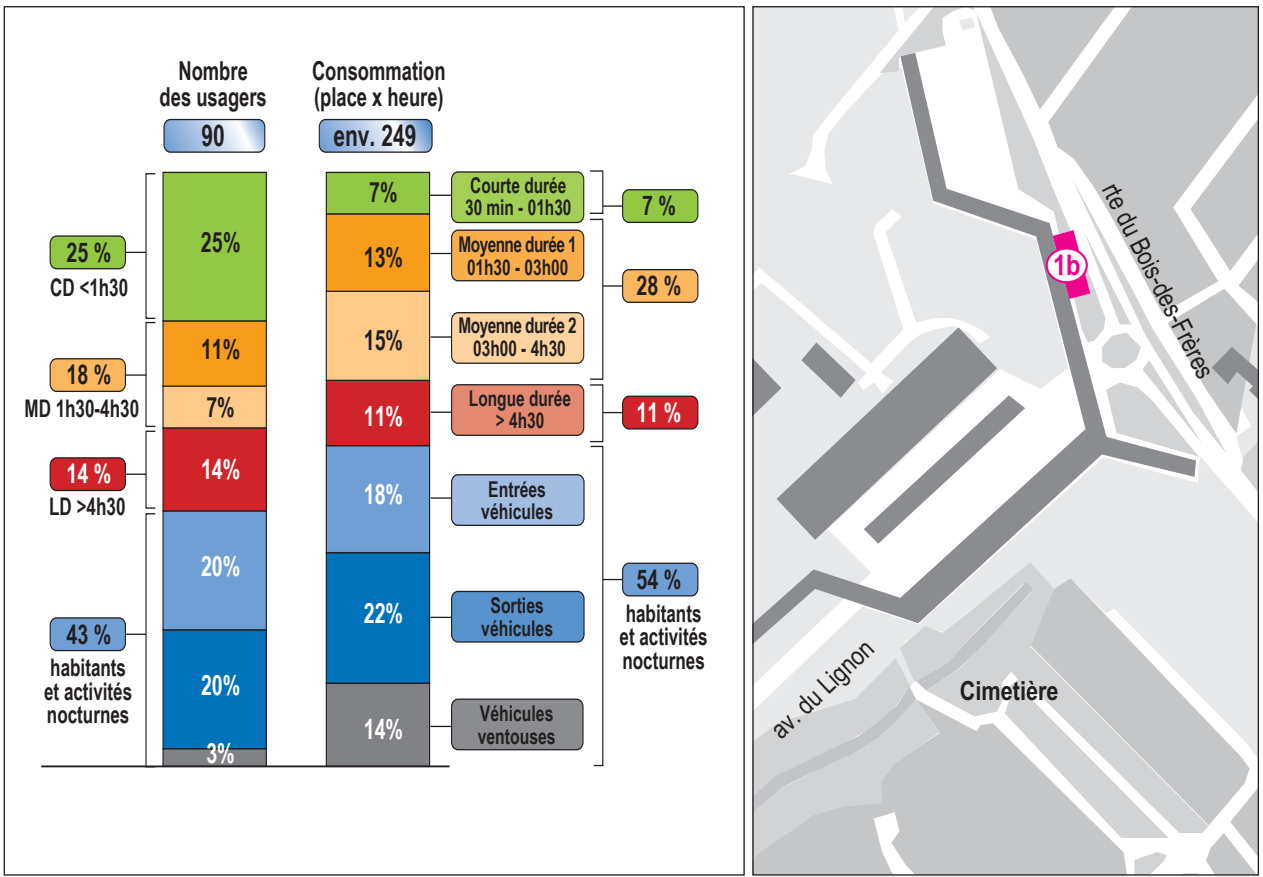 Nombre
des usagers
90
Consommation
(place x heure)
env. 249
25 %
CD <1h30
18 %
MD 1h30-4h30
14 %
LD >4h30
43 %
habitants
et activités
nocturnes
25%
11%
7%
14%
20%
20%
3%
7%
13%
15%
11%
18%
22%
14%
Courte durée
30 min - 01h30
Moyenne durée 1
01h30 - 03h00
Moyenne durée 2
03h00 - 4h30
Longue durée
> 4h30
Entrées
véhicules
Sorties
véhicules
Véhicules
ventouses
7 %
28 %
11 %
54 %
habitants
et activités
nocturnes
1b
rte du Bois-des-Frères
av. du Lignon
Cimetière